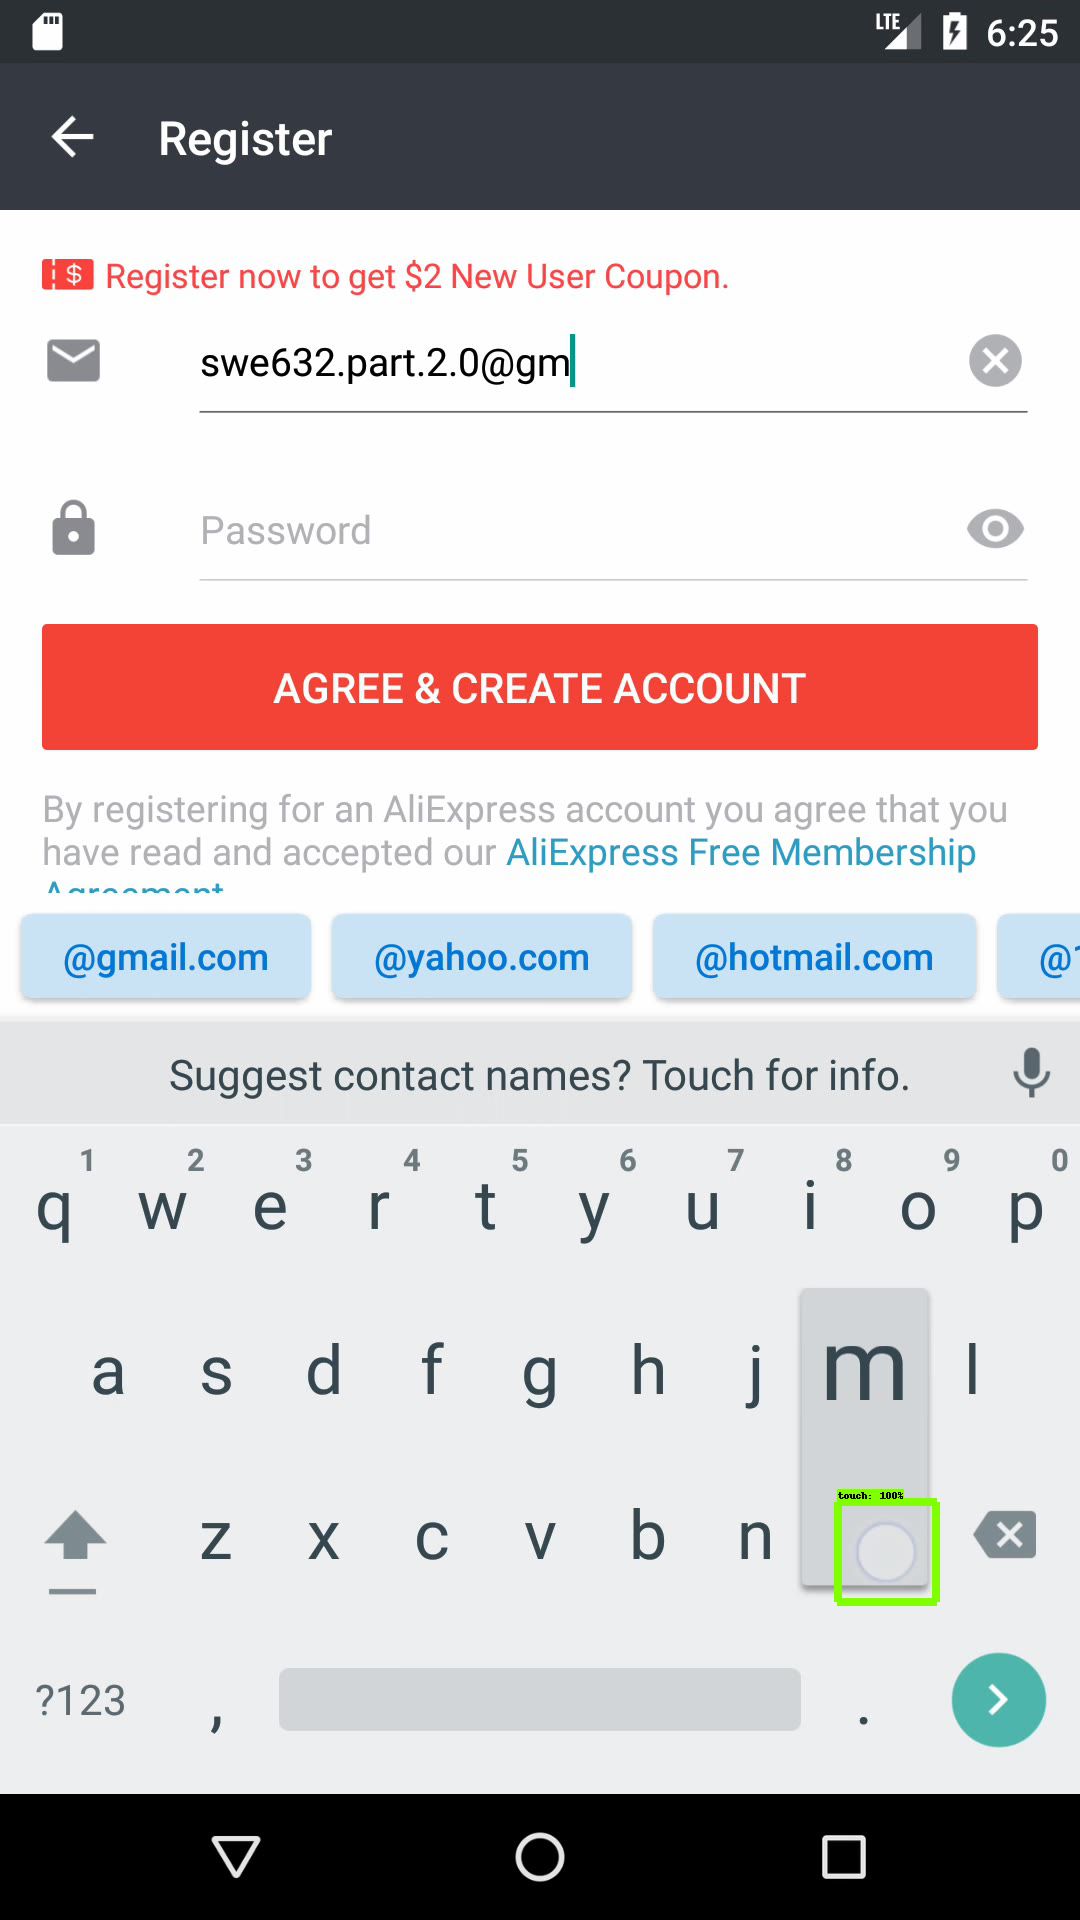 LTE 6:25
Register
Register now to get $2 New User Coupon.
swe632.part.2.0@gm
Password
AGREE & CREATE ACCOUNT
By registering for an AliExpress account you agree that you
have read and accepted our AliExpress Free Membership
Agreement
@gmail.com @yahoo.com @hotmail.com @1
Suggest contact names? Touch for info.
1 2 3 4 5 6 7 8 9 0
q w e r t y u i o p
a s d f g h j m l
touch: 100%
z x c v b n
?123 , .